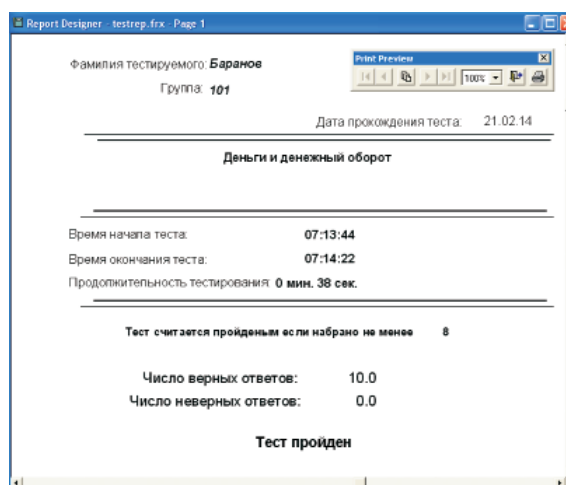 Report Designer - testrep.frx - Page 1
Фамилия тестируемого: Баранов
Print Preview
Группа: 101
100%
Дата прохождения теста: 21.02.14
Деньги и денежный оборот
Время начала теста: 07:13:44
Время окончания теста: 07:14:22
Продолжительность тестирования 0 мин. 38 сек.
Тест считается пройденым если набрано не менее 8
Число верных ответов: 10.0
Число неверных ответов: 0.0
Тест пройден